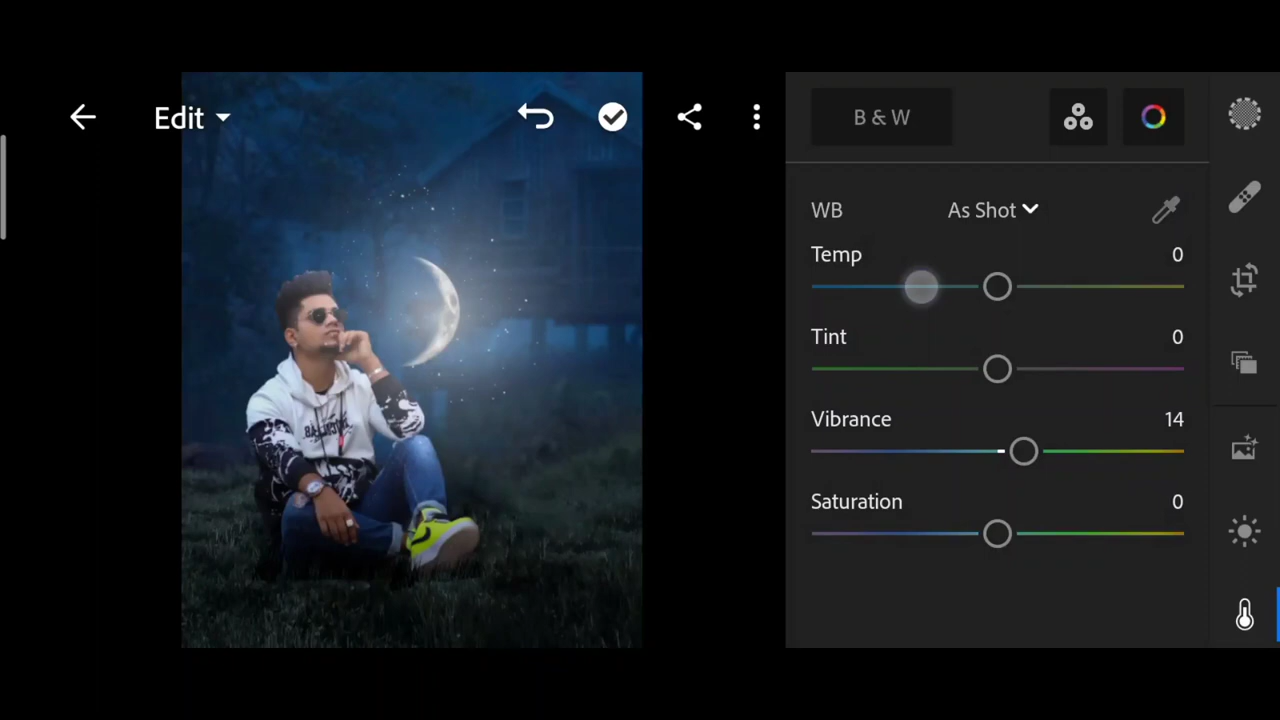 Edit
B & W
WB As Shot
Temp 0
Tint 0
Vibrance 14
Saturation 0